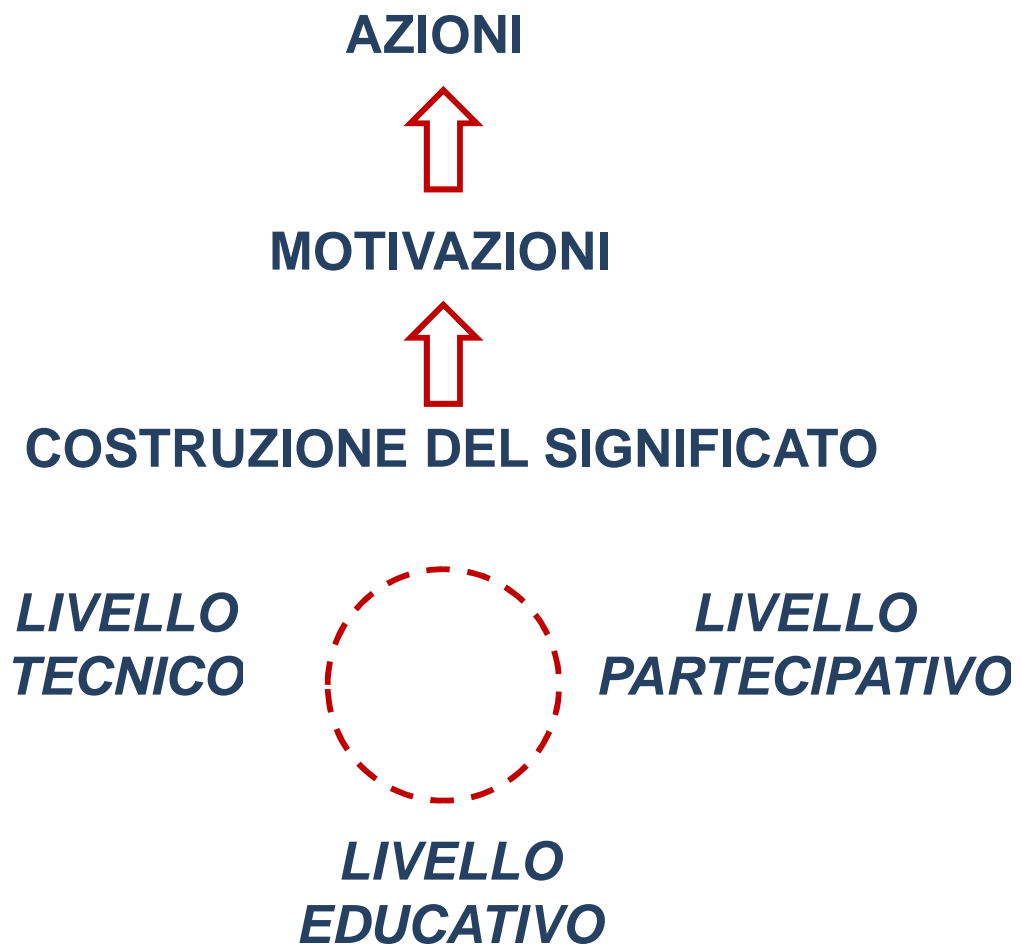 AZIONI
MOTIVAZIONI
COSTRUZIONE DEL SIGNIFICATO
LIVELLO
TECNICO
LIVELLO
PARTECIPATIVO
LIVELLO
EDUCATIVO